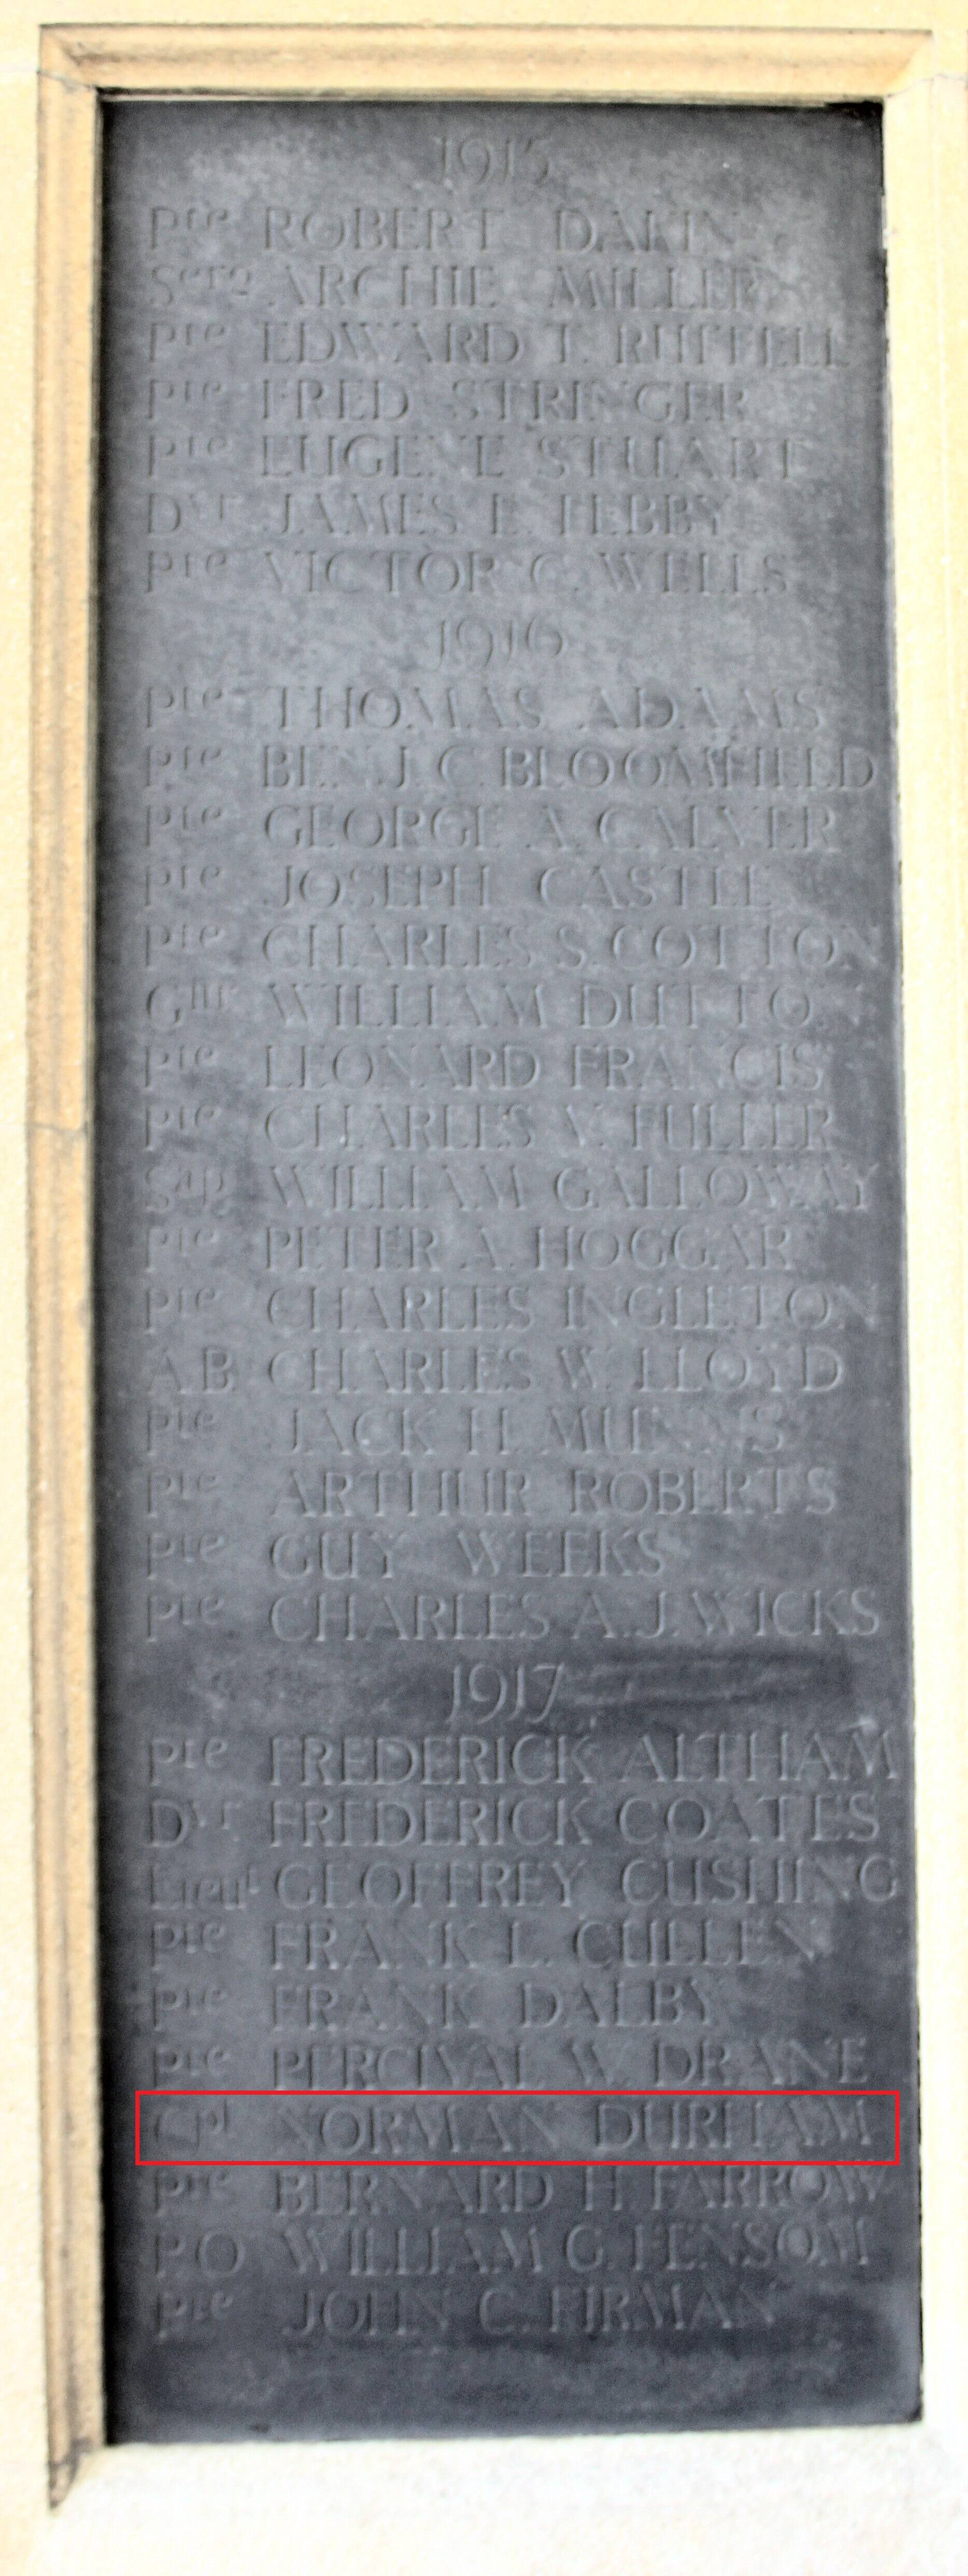 1915
Pte ROBERT DAKIN
ARCHIE MILLER
Pte EDWARD T. RUFFELL
Pte FRED STRINGER
Pte EUGENE STUART
Dvr JAMES E. TEBBY
Pte VICTOR C. WELLS
1916
Pte THOMAS ADAMS
Pte BEN. J. C. BLOOMFIELD
Pte GEORGE A. CALVER
Pte JOSEPH CASTLE
Pte CHARLES S. COTTON
Gnr WILLIAM DUTTON
Pte LEONARD FRANCIS
Pte CHARLES V. FULLER
Sap WILLIAM GALLOWAY
Pte PETER A. HOGGAR
Pte CHARLES INGLETON
A.B. CHARLES W. LLOYD
Pte JACK H. MUNNS
Pte ARTHUR ROBERTS
Pte GUY WEEKS
Pte CHARLES A. J. WICKS
1917
Pte FREDERICK ALTHAM
Dvr FREDERICK COATES
Lieut GEOFFREY CUSHING
Pte FRANK L. CULLEN
Pte FRANK DALBY
Pte PERCIVAL W. DRANE
Cpl NORMAN DURHAM
Pte BERNARD H. FARROW
P.O WILLIAM G. FENSOM
Pte JOHN C. FIRMAN